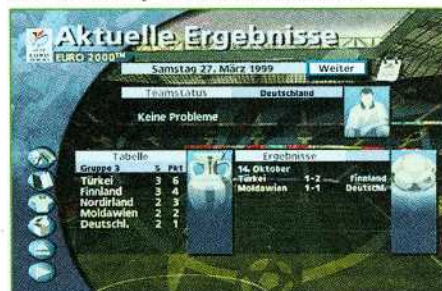 Aktuelle Ergebnisse
EURO 2000™
Samstag 27. März 1999 Weiter
Teamstatus Deutschland
Keine Probleme
Tabelle
Gruppe 3 S Pkt
Türkei 3 6
Finnland 3 4
Nordirland 2 3
Moldawien 2 2
Deutschl. 2 1
Ergebnisse
14. Oktober
Türkei 1-2 Finnland
Moldawien 1-1 Deutschl.